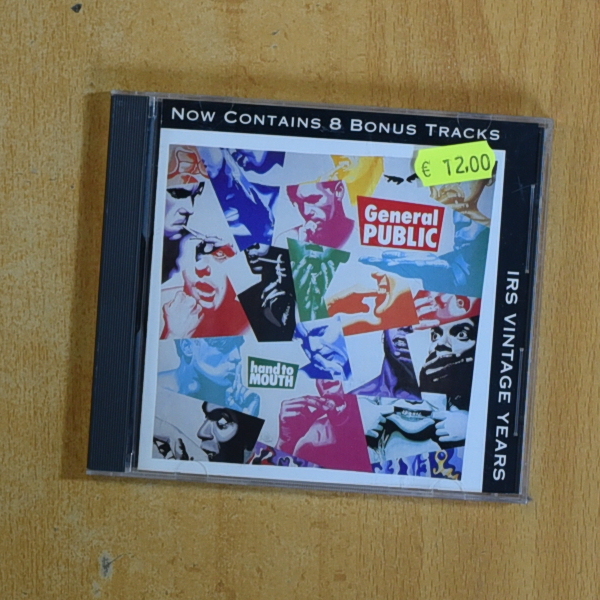 NOW CONTAINS 8 BONUS TRACKS
€ 12.00
General
PUBLIC
IRS VINTAGE YEARS
hand to
MOUTH